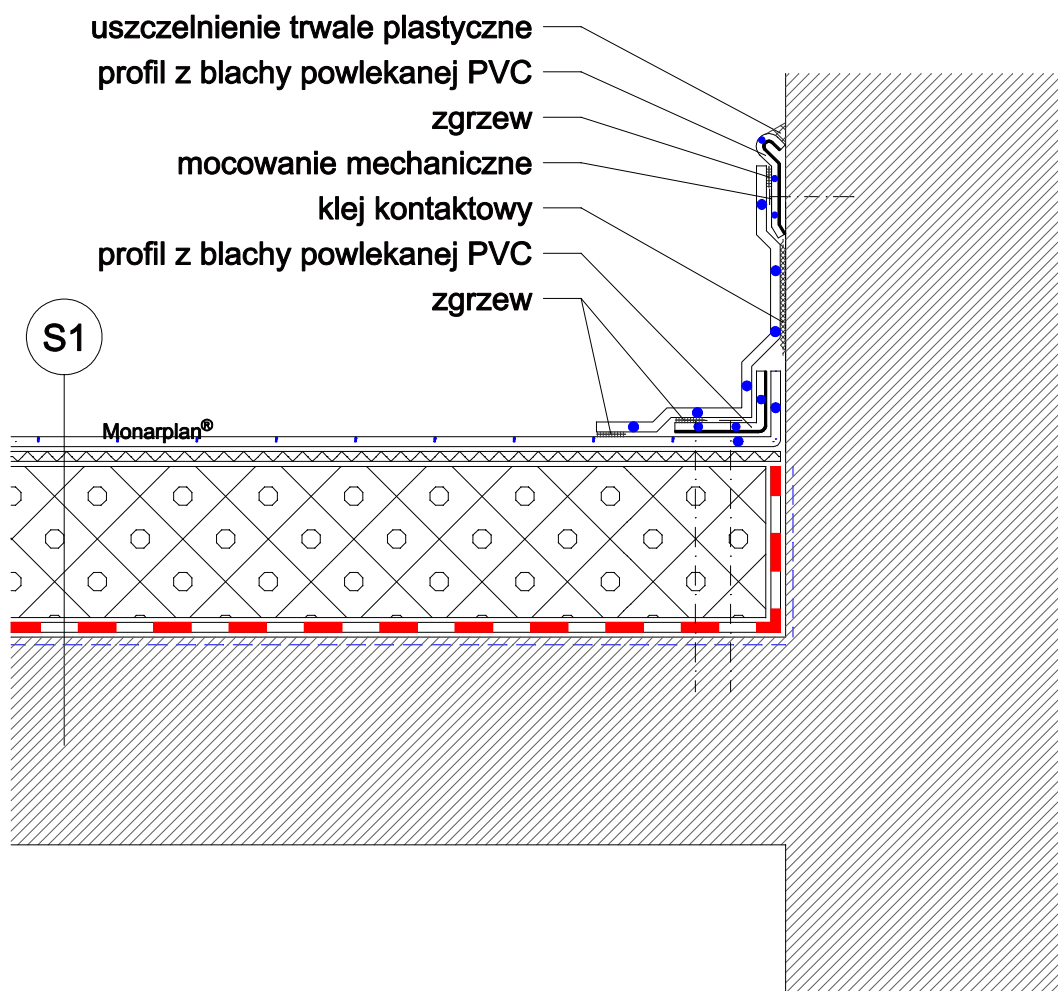 uszczelnienie trwale plastyczne
profil z blachy powlekanej PVC
zgrzew
mocowanie mechaniczne
klej kontaktowy
profil z blachy powlekanej PVC
zgrzew
S1
Monarplan®